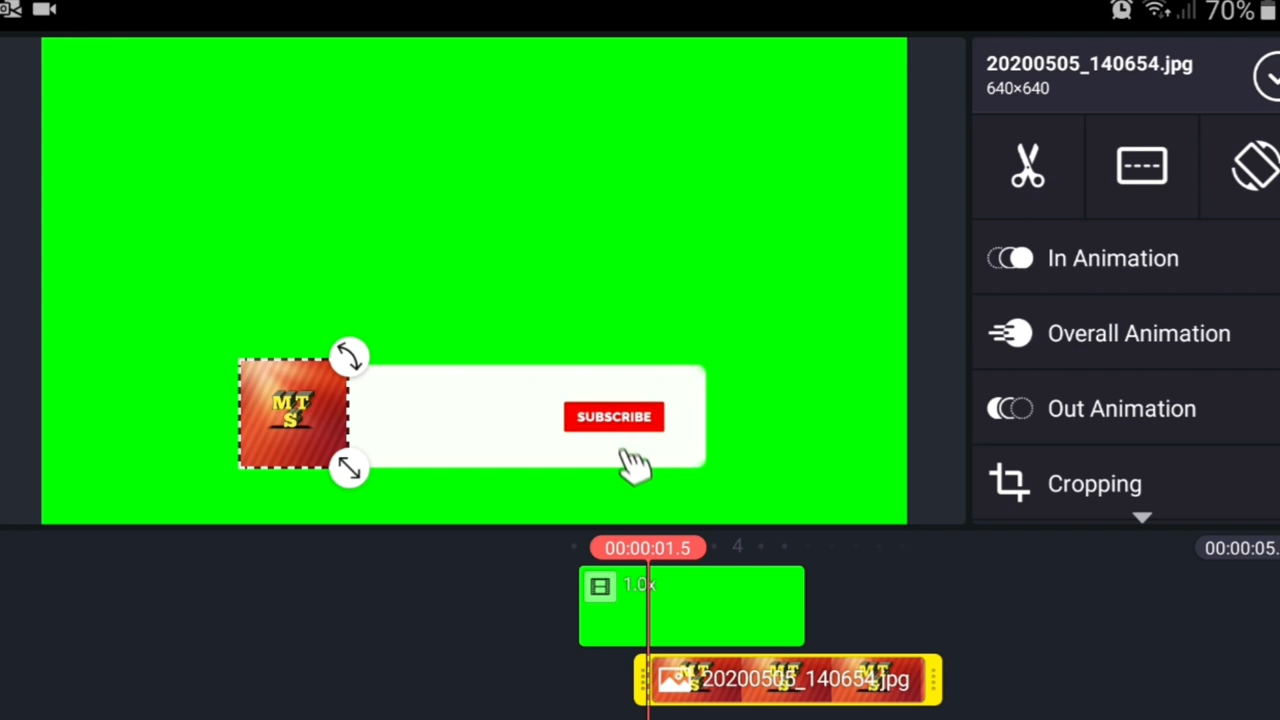 70%
20200505_140654.jpg
640×640
In Animation
Overall Animation
Out Animation
Cropping
MT
S
SUBSCRIBE
00:00:01.5
4
00:00:05.
1.0x
20200505_140654.jpg